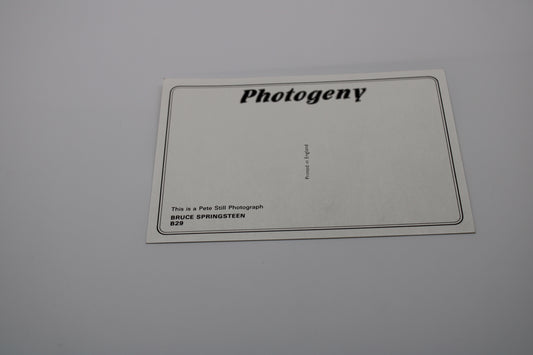 Photogeny
Printed in England
This is a Pete Still Photograph
BRUCE SPRINGSTEEN
B29